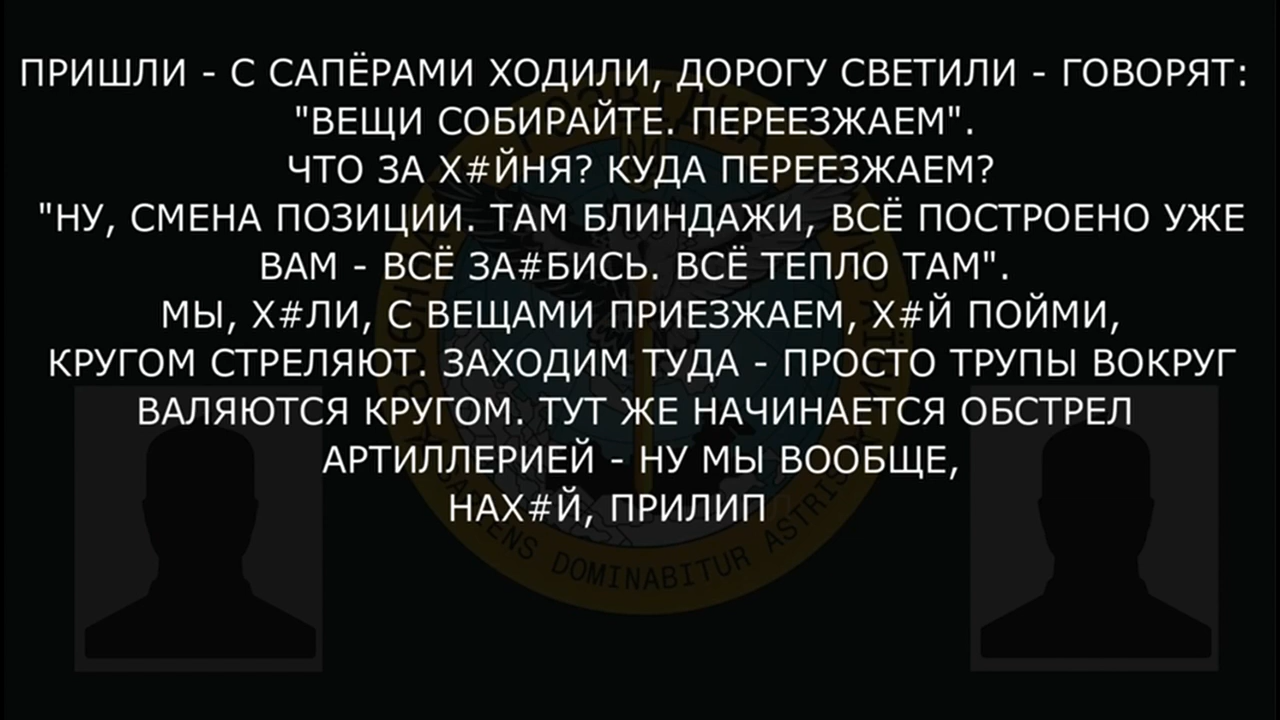 ПРИШЛИ - С САПЁРАМИ ХОДИЛИ, ДОРОГУ СВЕТИЛИ - ГОВОРЯТ:
"ВЕЩИ СОБИРАЙТЕ. ПЕРЕЕЗЖАЕМ".
ЧТО ЗА Х#ЙНЯ? КУДА ПЕРЕЕЗЖАЕМ?
"НУ, СМЕНА ПОЗИЦИИ. ТАМ БЛИНДАЖИ, ВСЁ ПОСТРОЕНО УЖЕ
ВАМ - ВСЁ ЗА#БИСЬ. ВСЁ ТЕПЛО ТАМ".
МЫ, Х#ЛИ, С ВЕЩАМИ ПРИЕЗЖАЕМ, Х#Й ПОЙМИ,
КРУГОМ СТРЕЛЯЮТ. ЗАХОДИМ ТУДА - ПРОСТО ТРУПЫ ВОКРУГ
ВАЛЯЮТСЯ КРУГОМ. ТУТ ЖЕ НАЧИНАЕТСЯ ОБСТРЕЛ
АРТИЛЛЕРИЕЙ - НУ МЫ ВООБЩЕ,
НАХ#Й, ПРИЛИП
DOMINABITUR ASTRIS